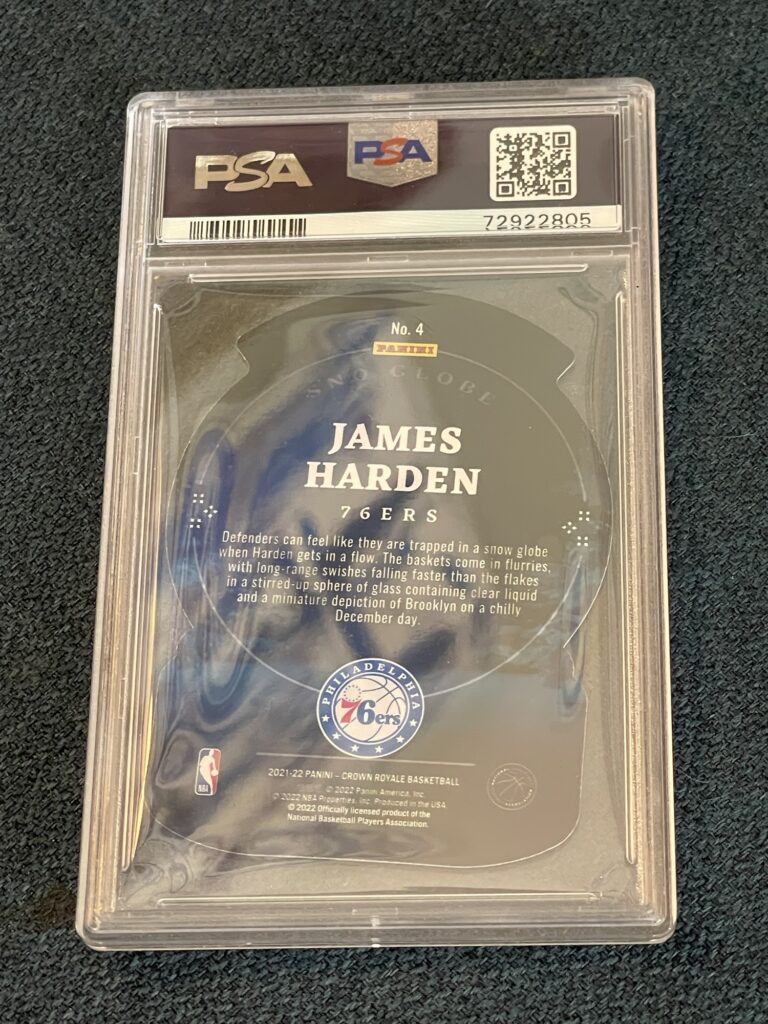 PSA
PSA
72922805
No. 4
PANINI
SNO GLOBE
JAMES
HARDEN
76ERS
Defenders can feel like they are trapped in a snow globe
when Harden gets in a flow. The baskets come in flurries,
with long-range swishes falling faster than the flakes
in a stirred-up sphere of glass containing clear liquid
and a miniature depiction of Brooklyn on a chilly
December day.
PHILADELPHIA
76ers
NBA
2021-22 PANINI – CROWN ROYALE BASKETBALL
© 2022 Panini America, Inc.
© 2022 NBA Properties, Inc. Produced in the USA
© 2022 Officially licensed product of the
National Basketball Players Association.